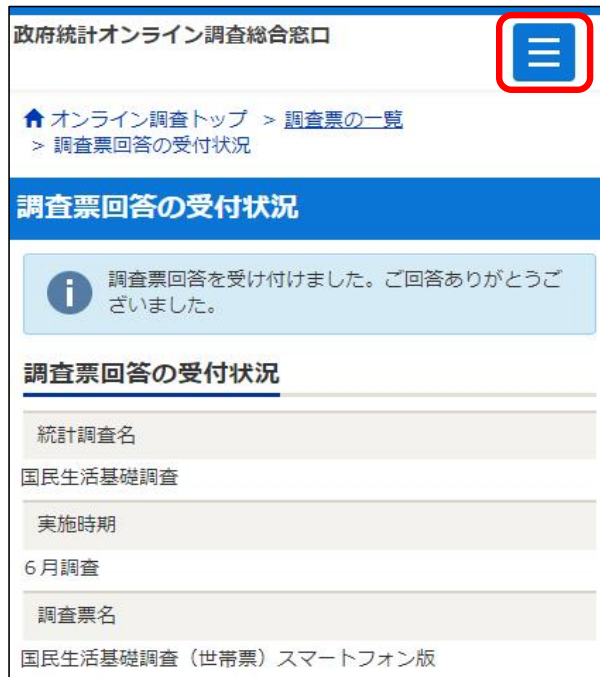 政府統計オンライン調査総合窓口
オンライン調査トップ > 調査票の一覧
> 調査票回答の受付状況
調査票回答の受付状況
調査票回答を受け付けました。ご回答ありがとうご
ざいました。
調査票回答の受付状況
統計調査名
国民生活基礎調査
実施時期
6月調査
調査票名
国民生活基礎調査（世帯票）スマートフォン版